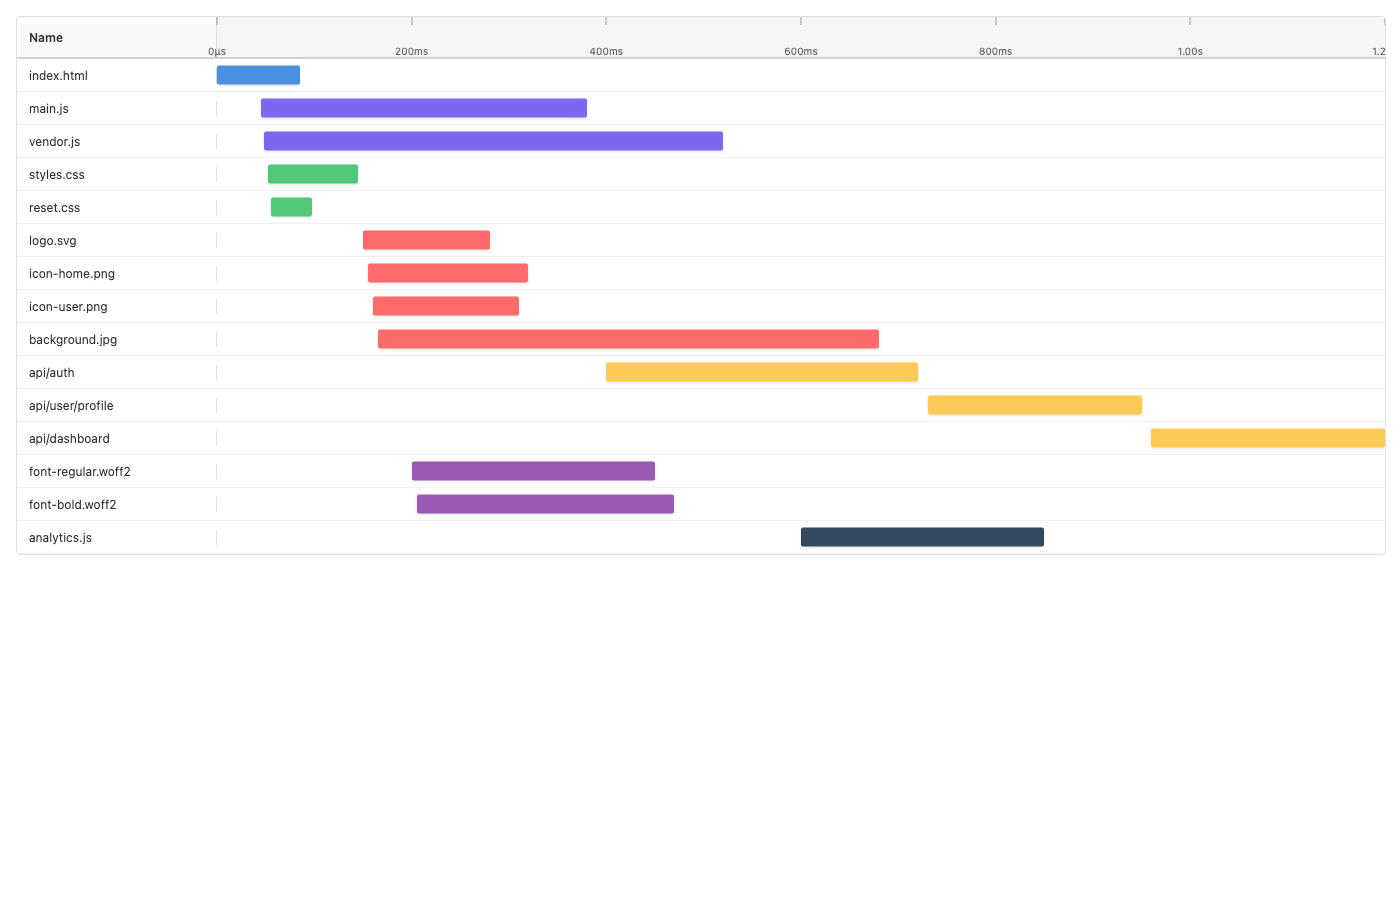 Name
0μs 200ms 400ms 600ms 800ms 1.00s 1.2
index.html
main.js
vendor.js
styles.css
reset.css
logo.svg
icon-home.png
icon-user.png
background.jpg
api/auth
api/user/profile
api/dashboard
font-regular.woff2
font-bold.woff2
analytics.js